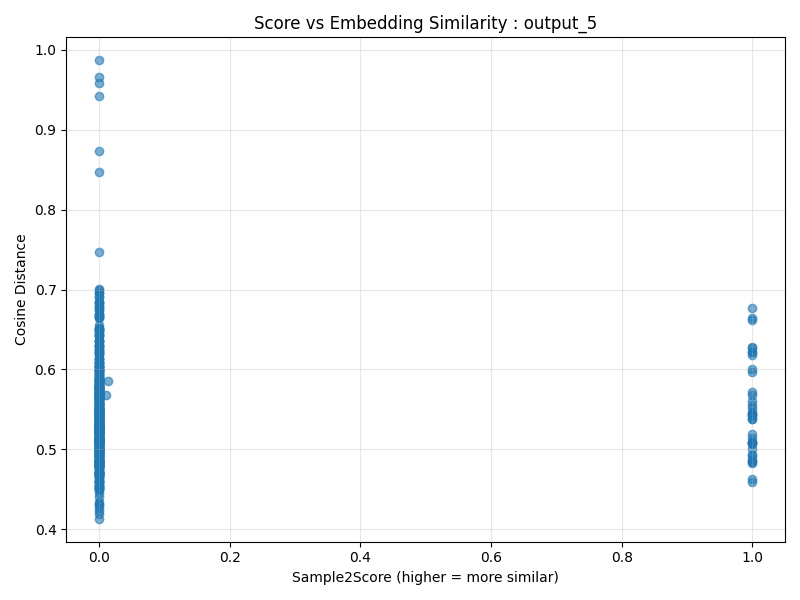 Score vs Embedding Similarity : output_5
Cosine Distance
1.0
0.9
0.8
0.7
0.6
0.5
0.4
0.0 0.2 0.4 0.6 0.8 1.0
Sample2Score (higher = more similar)